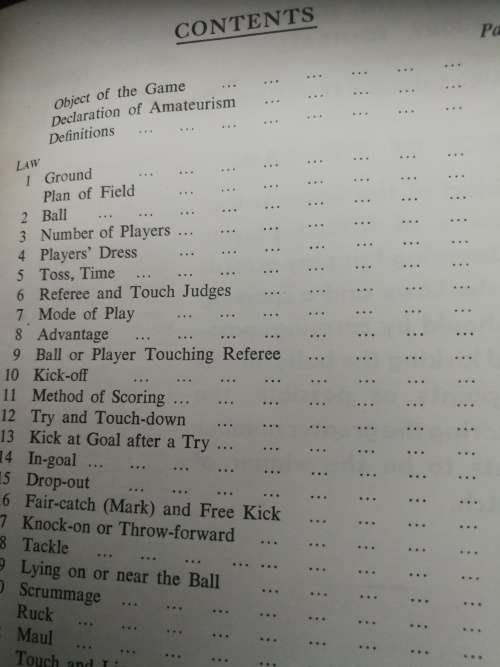 CONTENTS
Object of the Game ... ... ... ... ... ...
Declaration of Amateurism ... ... ... ... ...
Definitions ... ... ... ... ... ... ... ...
LAW
1 Ground ... ... ... ... ... ... ... ...
Plan of Field ... ... ... ... ... ... ...
2 Ball ... ... ... ... ... ... ... ... ...
3 Number of Players ... ... ... ... ... ... ...
4 Players' Dress ... ... ... ... ... ... ...
5 Toss, Time ... ... ... ... ... ... ... ...
6 Referee and Touch Judges ... ... ... ... ...
7 Mode of Play ... ... ... ... ... ... ...
8 Advantage ... ... ... ... ... ... ... ...
9 Ball or Player Touching Referee ... ... ... ...
10 Kick-off ... ... ... ... ... ... ... ...
11 Method of Scoring ... ... ... ... ... ... ...
12 Try and Touch-down ... ... ... ... ... ...
13 Kick at Goal after a Try ... ... ... ... ... ...
14 In-goal ... ... ... ... ... ... ... ... ...
15 Drop-out ... ... ... ... ... ... ... ...
6 Fair-catch (Mark) and Free Kick ... ... ... ...
7 Knock-on or Throw-forward ... ... ... ... ...
8 Tackle ... ... ... ... ... ... ... ...
9 Lying on or near the Ball ... ... ... ... ...
0 Scrummage ... ... ... ... ... ... ... ...
Ruck ... ... ... ... ... ... ... ... ...
Maul ... ... ... ... ... ... ... ... ...
Touch and